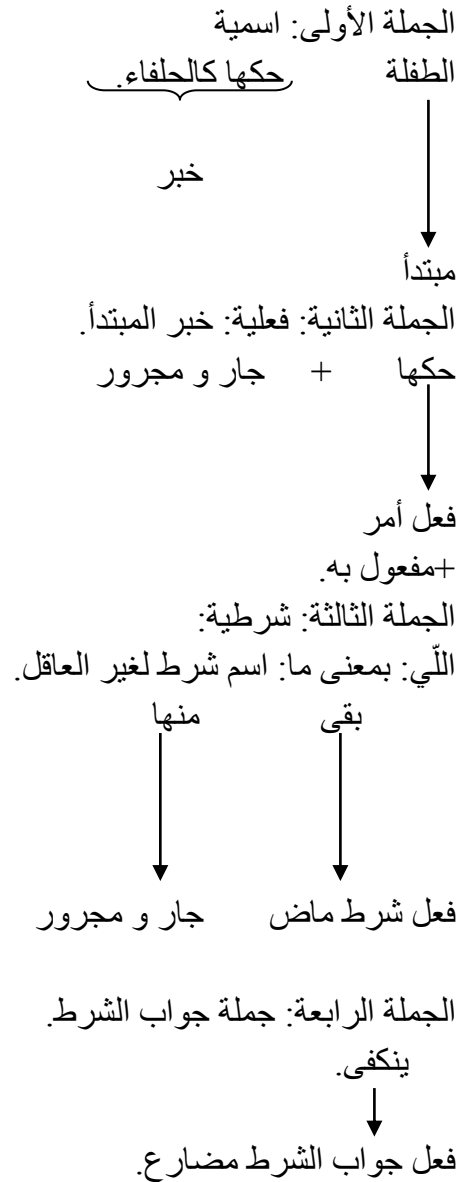 الجملة الأولى: اسمية
الطفلة حكها كالحلفاء.
خبر
مبتدأ
الجملة الثانية: فعلية: خبر المبتدأ.
حكها + جار و مجرور
فعل أمر
+مفعول به.
الجملة الثالثة: شرطية:
اللّي: بمعنى ما: اسم شرط لغير العاقل.
بقى منها
فعل شرط ماض جار و مجرور
الجملة الرابعة: جملة جواب الشرط.
ينكفى.
فعل جواب الشرط مضارع.